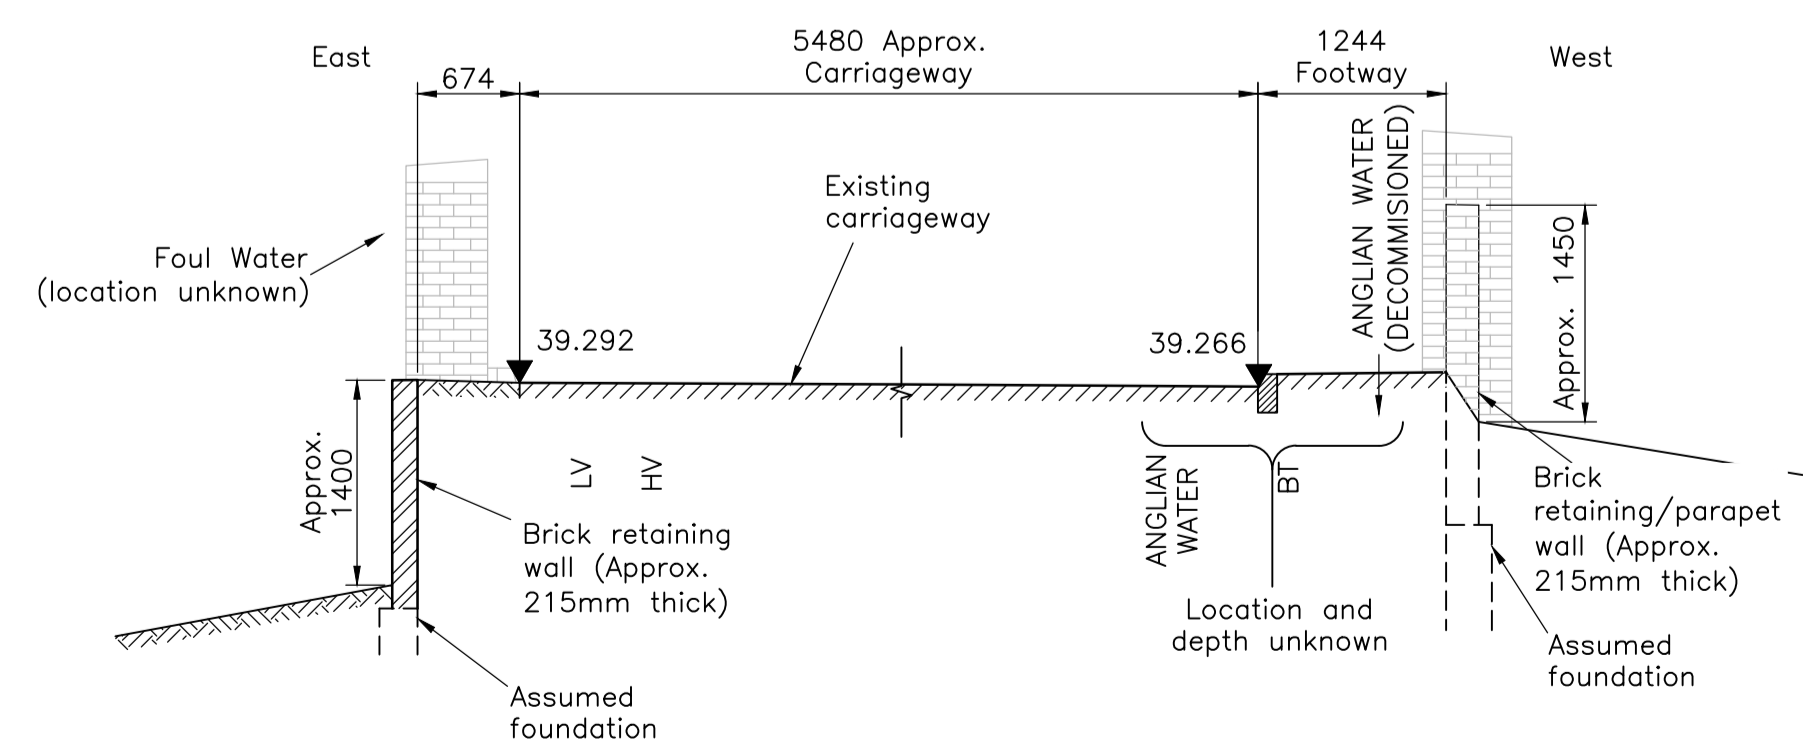 East
674
5480 Approx.
Carriageway
1244
Footway
West
Foul Water
(location unknown)
Existing
carriageway
39.292
39.266
ANGLIAN WATER
(DECOMMISIONED)
Approx. 1450
Approx.
1400
LV
HV
Brick retaining
wall (Approx.
215mm thick)
ANGLIAN
WATER
BT
Location and
depth unknown
Brick
retaining/parapet
wall (Approx.
215mm thick)
Assumed
foundation
Assumed
foundation